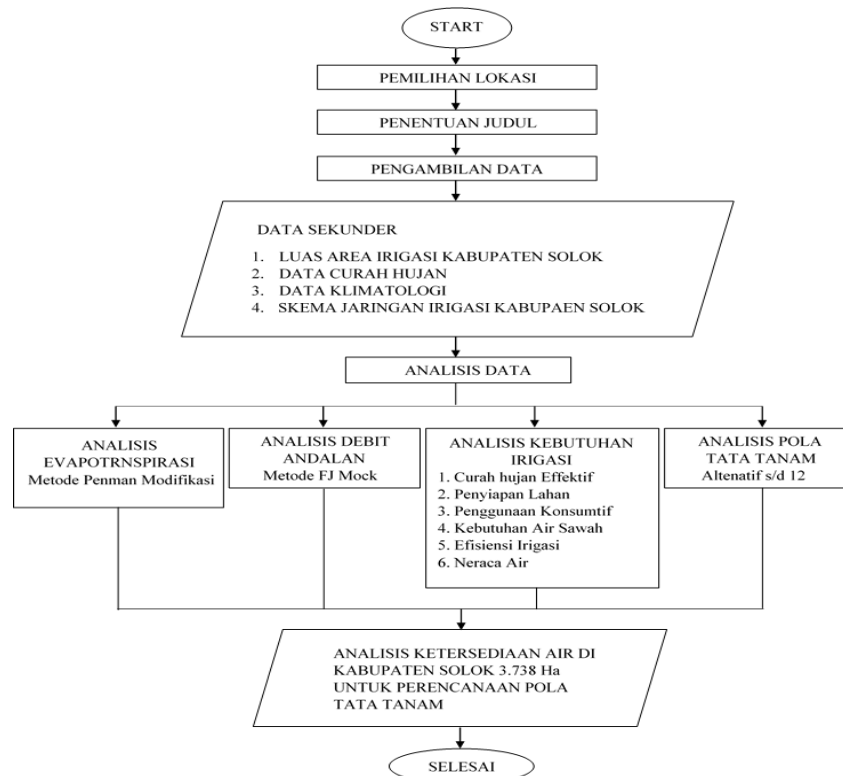 START
PEMILIHAN LOKASI
PENENTUAN JUDUL
PENGAMBILAN DATA
DATA SEKUNDER
1. LUAS AREA IRIGASI KABUPATEN SOLOK
2. DATA CURAH HUJAN
3. DATA KLIMATOLOGI
4. SKEMA JARINGAN IRIGASI KABUPAEN SOLOK
ANALISIS DATA
ANALISIS
EVAPOTRNSPIRASI
Metode Penman Modifikasi
ANALISIS DEBIT
ANDALAN
Metode FJ Mock
ANALISIS KEBUTUHAN
IRIGASI
1. Curah hujan Effektif
2. Penyiapan Lahan
3. Penggunaan Konsumtif
4. Kebutuhan Air Sawah
5. Efisiensi Irigasi
6. Neraca Air
ANALISIS POLA
TATA TANAM
Altenatif s/d 12
ANALISIS KETERSEDIAAN AIR DI
KABUPATEN SOLOK 3.738 Ha
UNTUK PERENCANAAN POLA
TATA TANAM
SELESAI